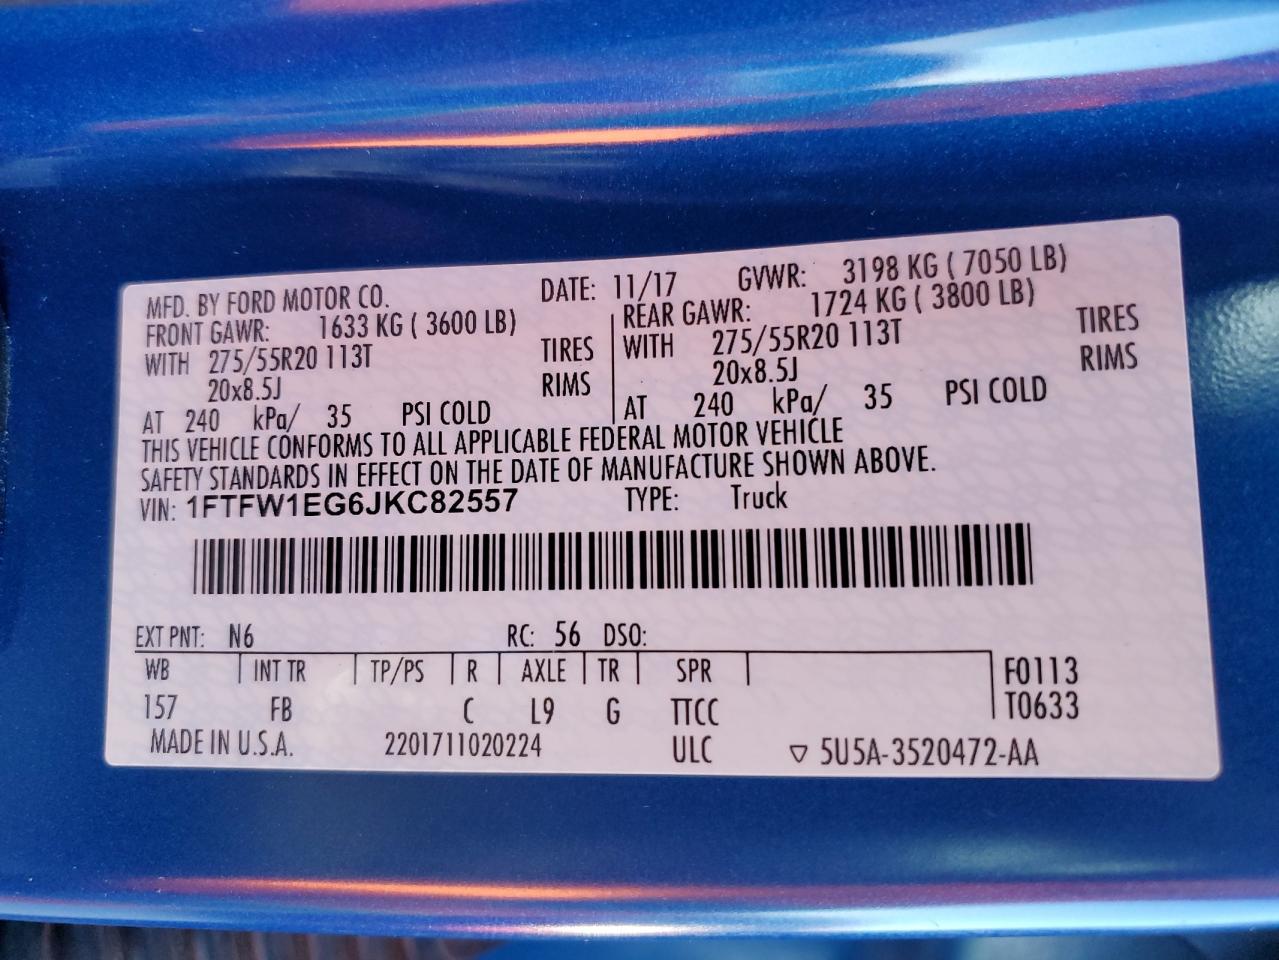 MFD. BY FORD MOTOR CO. DATE: 11/17 GVWR: 3198 KG ( 7050 LB)
FRONT GAWR: 1633 KG ( 3600 LB) REAR GAWR: 1724 KG ( 3800 LB)
WITH 275/55R20 113T TIRES WITH 275/55R20 113T TIRES
20x8.5J RIMS 20x8.5J RIMS
AT 240 kPa/ 35 PSI COLD AT 240 kPa/ 35 PSI COLD
THIS VEHICLE CONFORMS TO ALL APPLICABLE FEDERAL MOTOR VEHICLE
SAFETY STANDARDS IN EFFECT ON THE DATE OF MANUFACTURE SHOWN ABOVE.
VIN: 1FTFW1EG6JKC82557 TYPE: Truck
EXT PNT: N6 RC: 56 DSO:
WB INT TR TP/PS R AXLE TR SPR F0113
157 FB C L9 G TTCC T0633
MADE IN U.S.A. 2201711020224 ULC ▽ 5U5A-3520472-AA